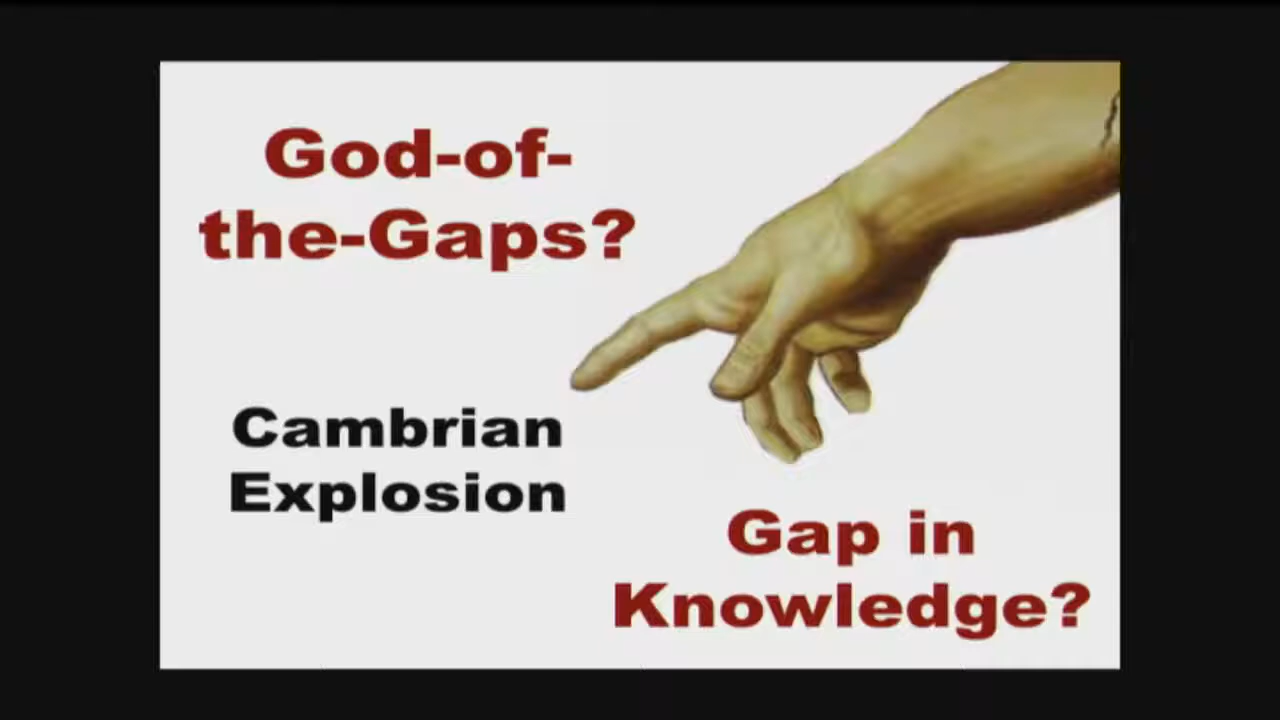 God-of-
the-Gaps?
Cambrian
Explosion
Gap in
Knowledge?